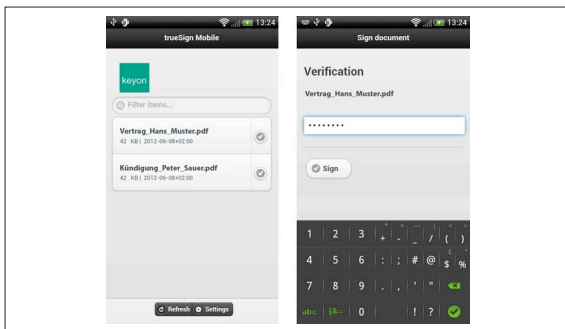 13:24
trueSign Mobile
keyon
Filter items...
Vertrag_Hans_Muster.pdf
42 KB| 2012-06-08+02:00
Kündigung_Peter_Sauer.pdf
42 KB| 2012-06-08+02:00
Refresh Settings
13:24
Sign document
Verification
Vertrag_Hans_Muster.pdf
........
Sign
1 2 3 + - _ / ( )
4 5 6 : ; # @ $ %
7 8 9 . , ' "
abc {&= 0 ! ?